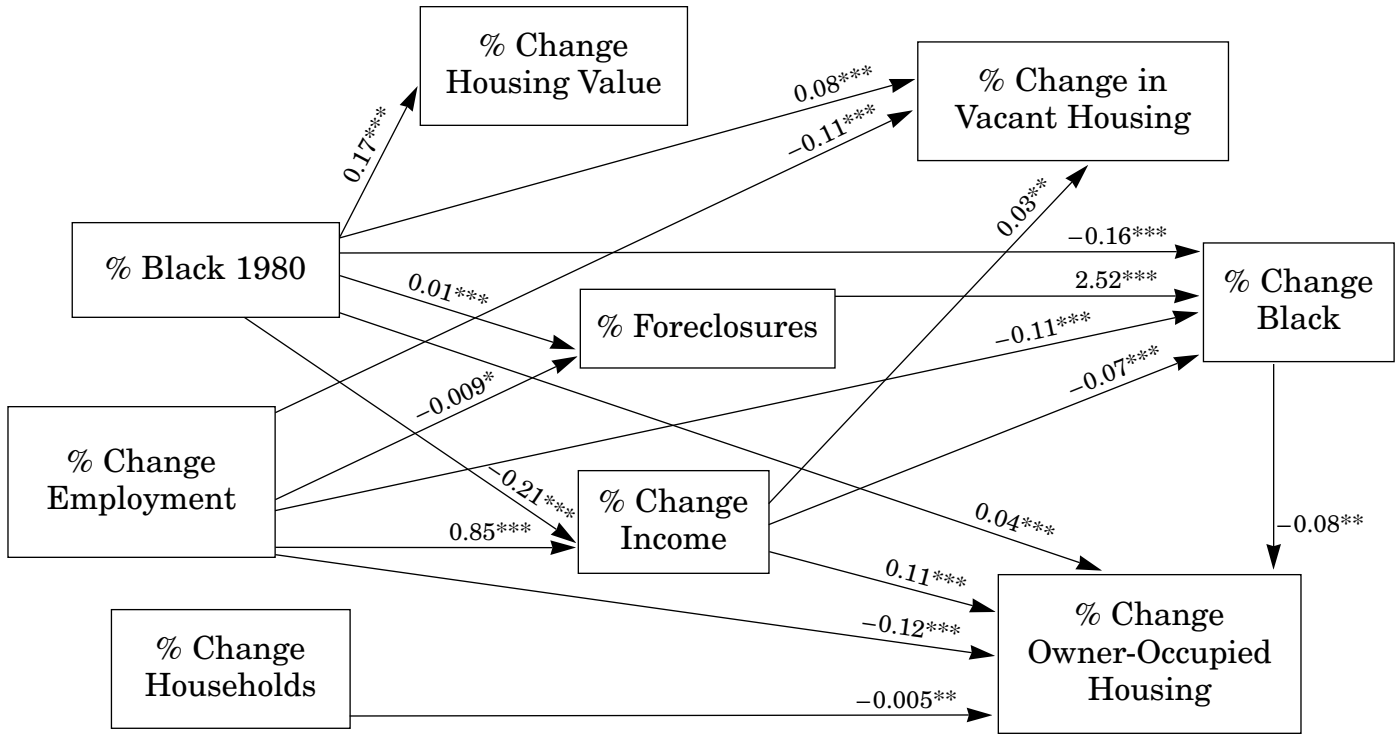 % Change
Housing Value
% Change in
Vacant Housing
0.08***
−0.11***
0.17***
0.03**
% Black 1980
−0.16***
% Change
Black
0.01***
2.52***
% Foreclosures
−0.11***
−0.07***
−0.009*
% Change
Employment
−0.21***
% Change
Income
0.85***
0.04***
−0.08**
0.11***
% Change
Owner-Occupied
Housing
−0.12***
% Change
Households
−0.005**